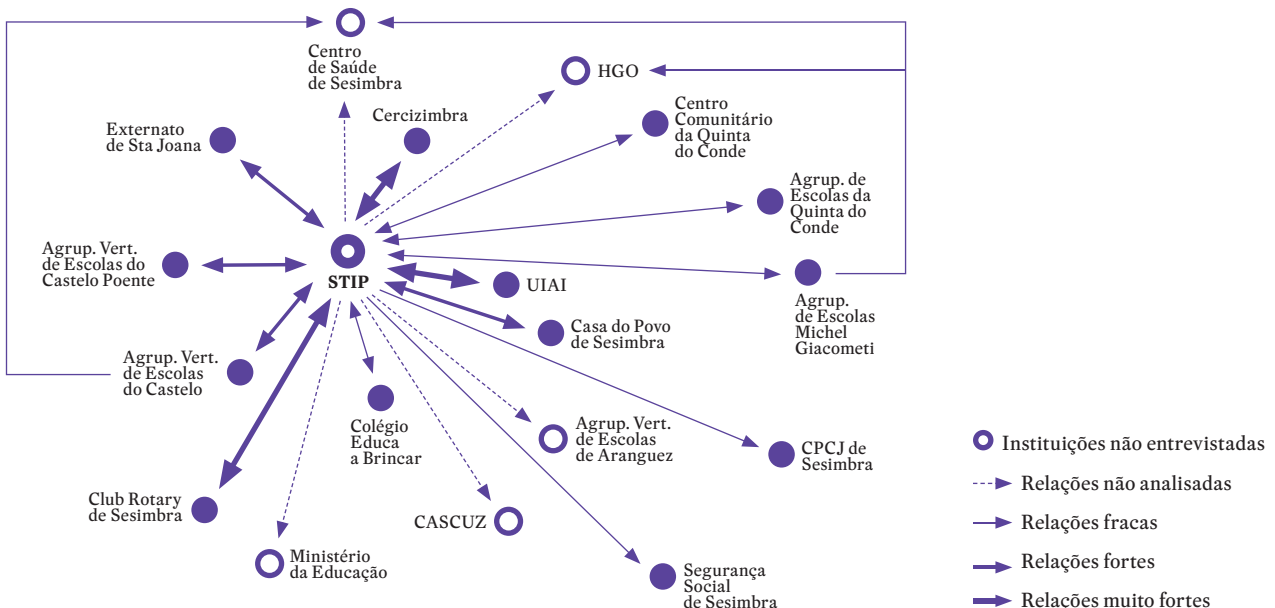 Centro
de Saúde
de Sesimbra
HGO
Cercizimbra
Centro
Comunitário
da Quinta
do Conde
Externato
de Sta Joana
Agrup. de
Escolas da
Quinta do
Conde
Agrup. Vert.
de Escolas do
Castelo Poente
STIP
UIAI
Agrup.
de Escolas
Michel
Giacometi
Casa do Povo
de Sesimbra
Agrup. Vert.
de Escolas
do Castelo
Colégio
Educa
a Brincar
Agrup. Vert.
de Escolas
de Aranguez
CPCJ de
Sesimbra
Club Rotary
de Sesimbra
CASCUZ
Ministério
da Educação
Segurança
Social
de Sesimbra
Instituições não entrevistadas
Relações não analisadas
Relações fracas
Relações fortes
Relações muito fortes